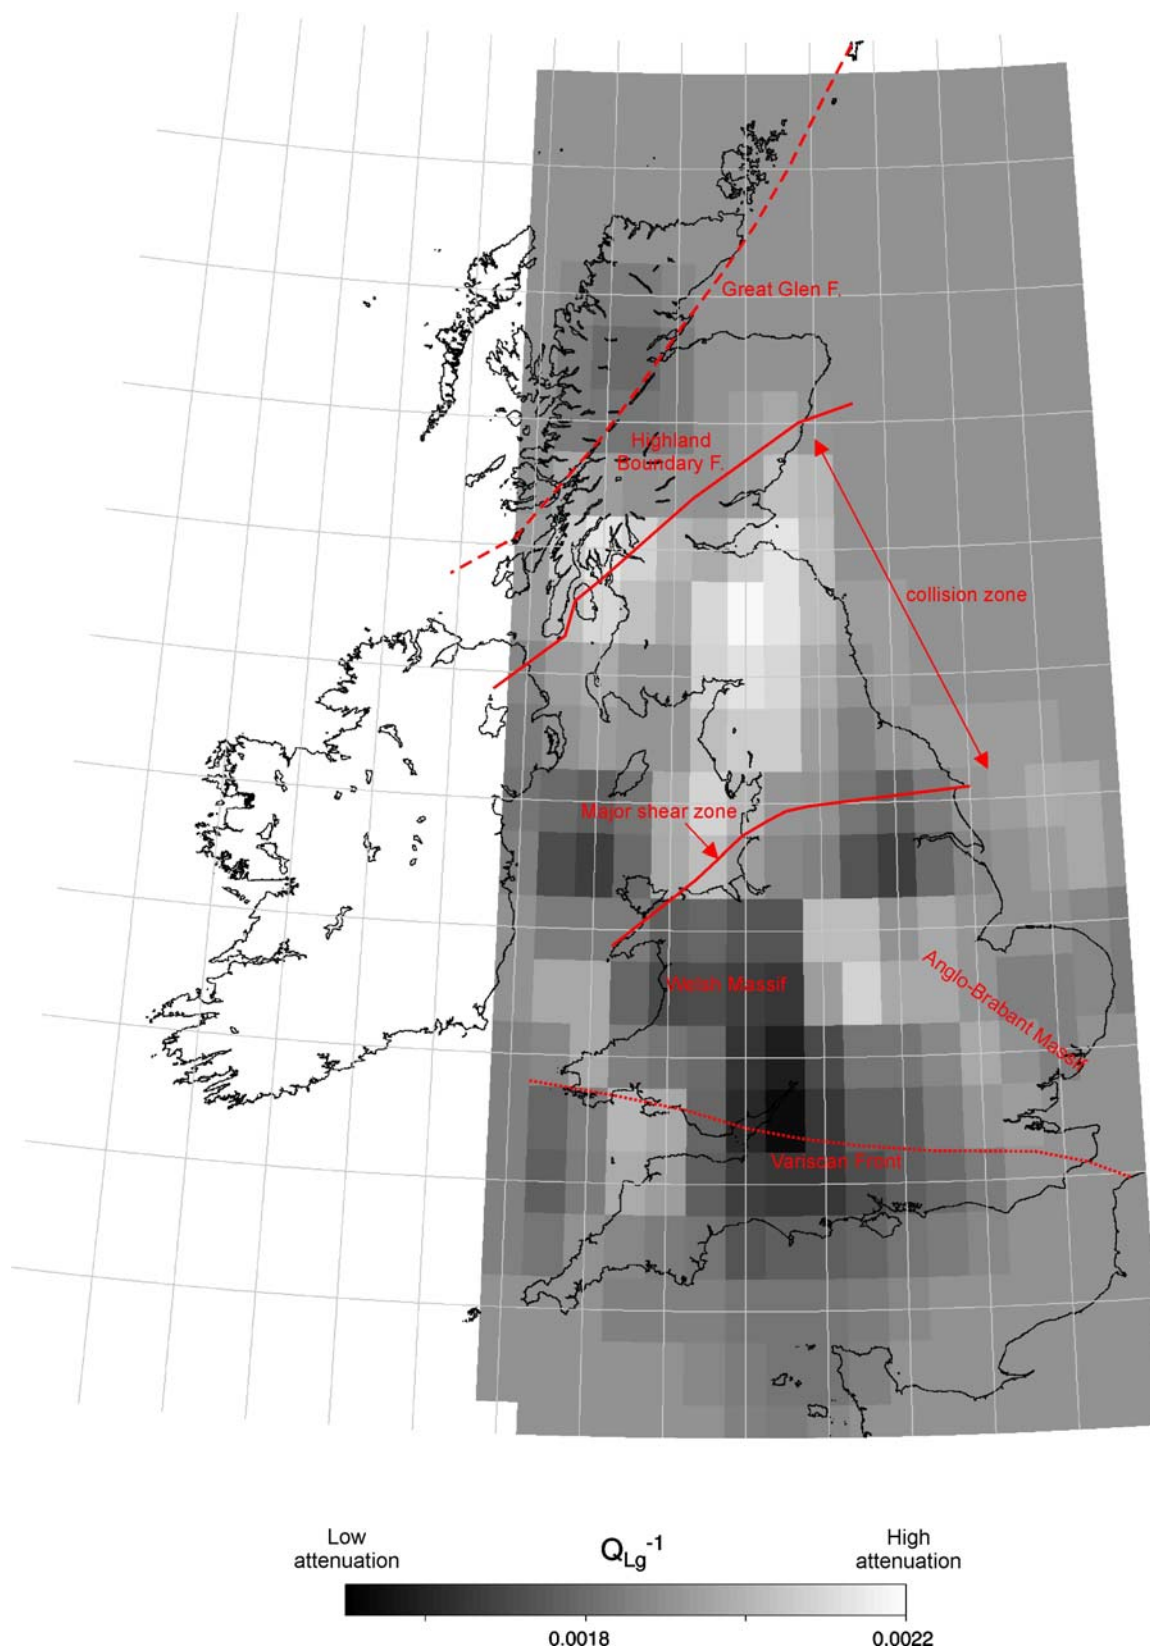 Great Glen F.
Highland
Boundary F.
collision zone
Major shear zone
Welsh Massif
Anglo-Brabant Massif
Variscan Front
Low
attenuation
QLg-1
High
attenuation
0.0018
0.0022